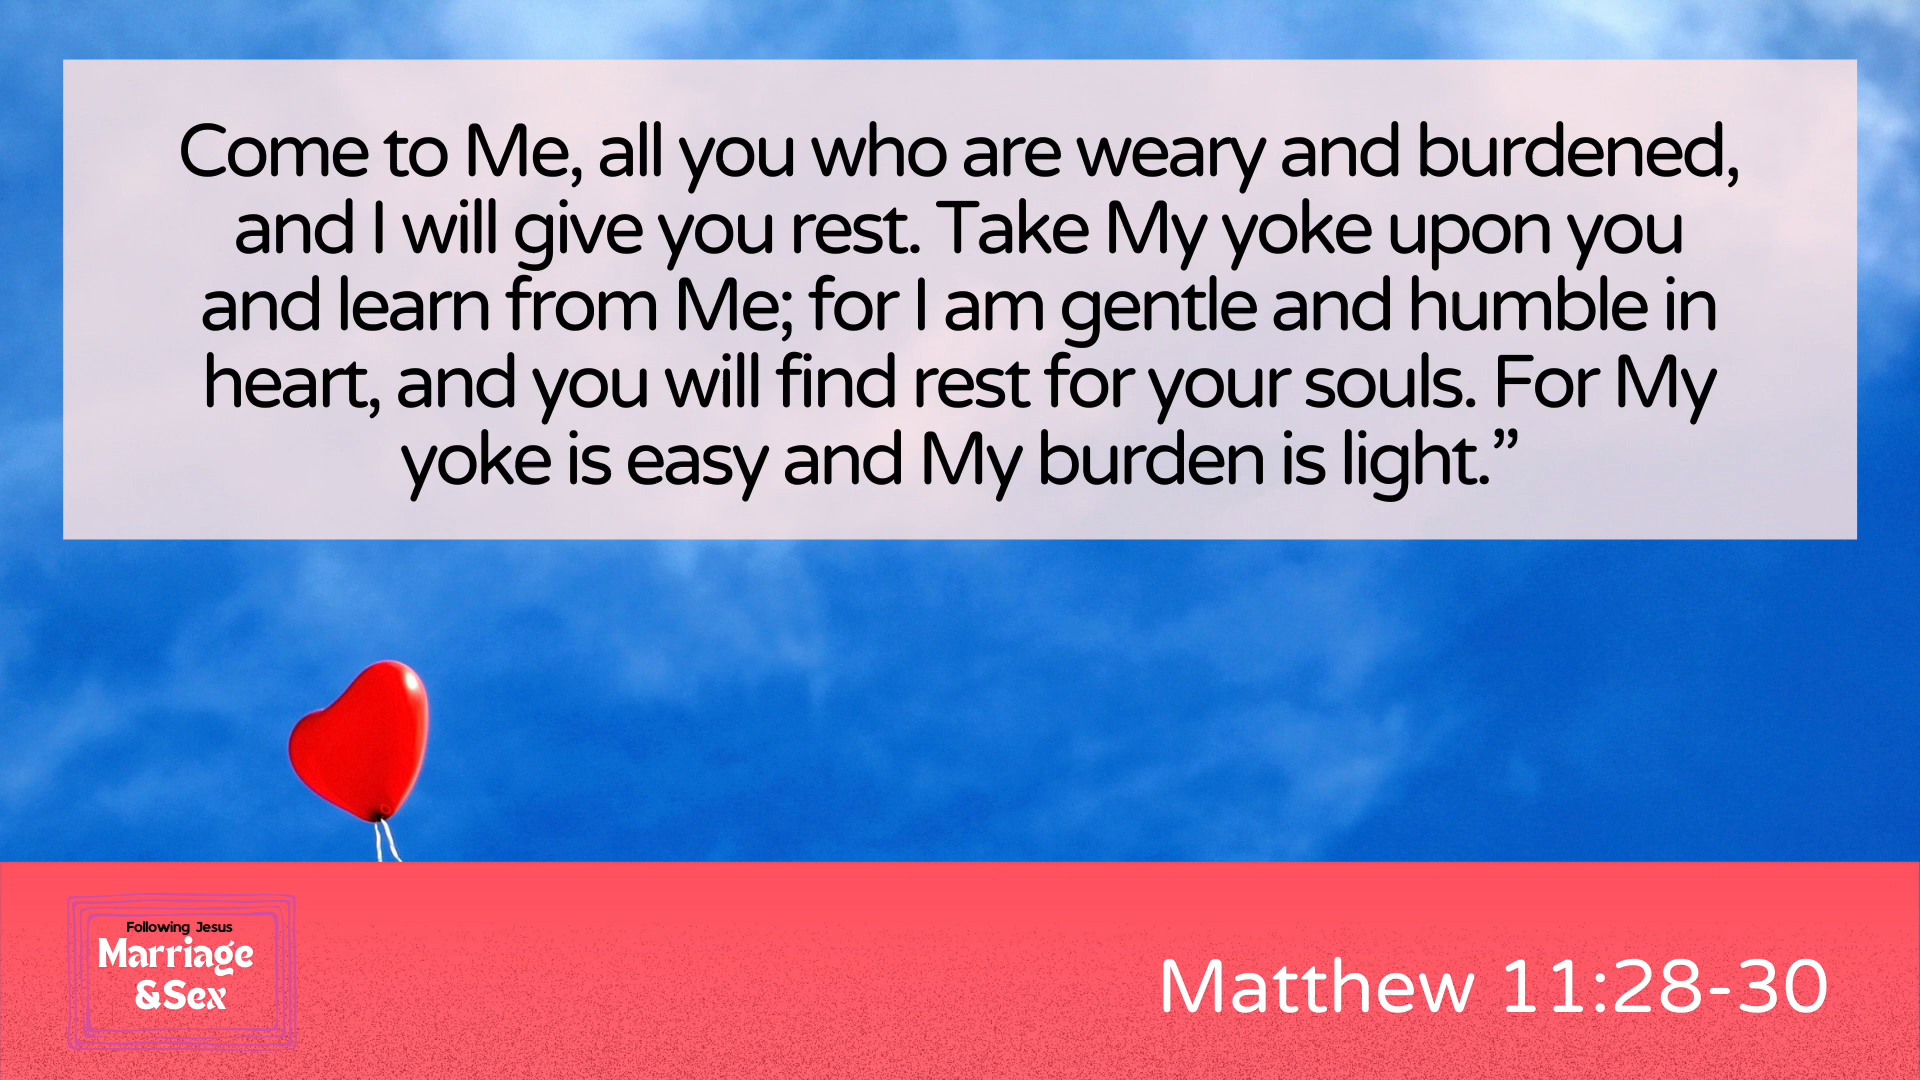 Come to Me, all you who are weary and burdened,
and I will give you rest. Take My yoke upon you
and learn from Me; for I am gentle and humble in
heart, and you will find rest for your souls. For My
yoke is easy and My burden is light.”
Following Jesus
Marriage
&Sex
Matthew 11:28-30